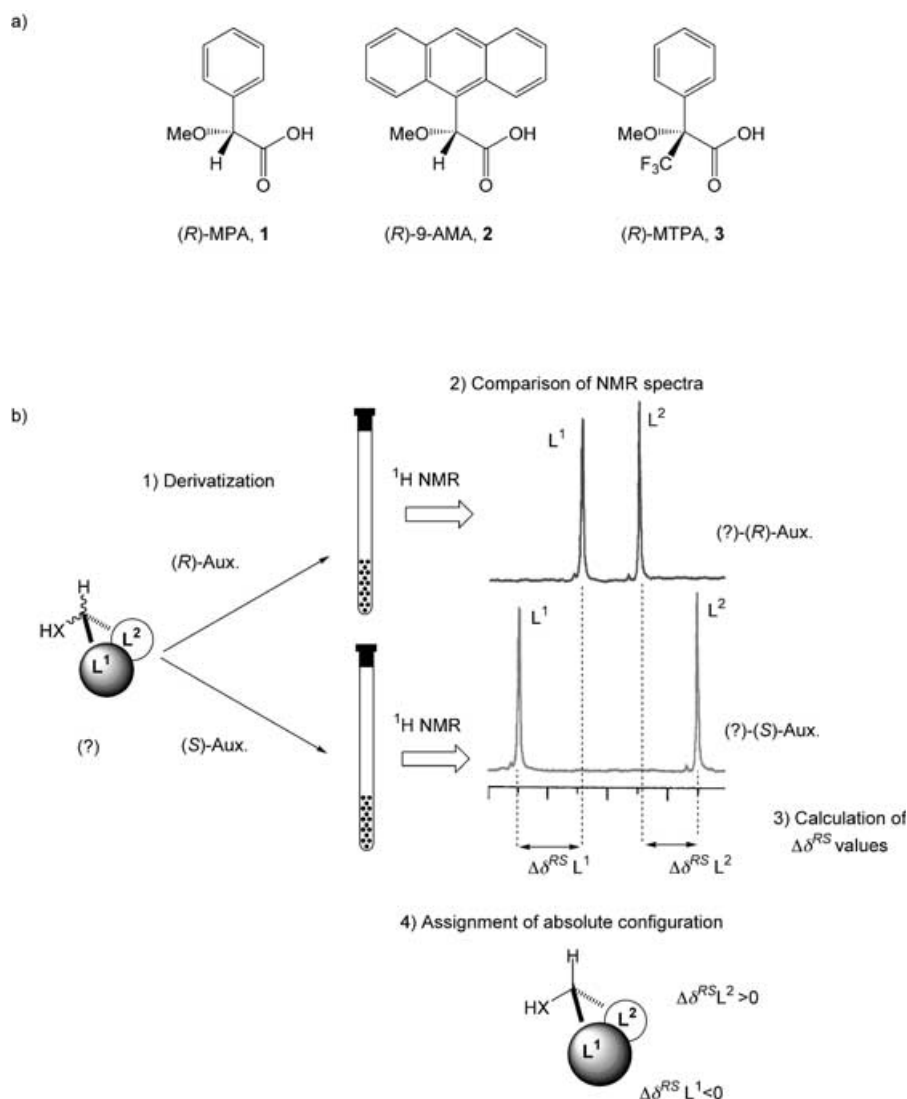 a)
MeO
H
OH
O
MeO
H
OH
O
MeO
F₃C
OH
O
(R)-MPA, 1
(R)-9-AMA, 2
(R)-MTPA, 3
b)
2) Comparison of NMR spectra
1) Derivatization
L¹
L²
¹H NMR
(?)-(R)-Aux.
(R)-Aux.
H
HX
L²
L¹
L¹
L²
(?)
(S)-Aux.
¹H NMR
(?)-(S)-Aux.
3) Calculation of
Δδᴿˢ values
Δδᴿˢ L¹
Δδᴿˢ L²
4) Assignment of absolute configuration
H
HX
L²
L¹
Δδᴿˢ L² >0
Δδᴿˢ L¹<0